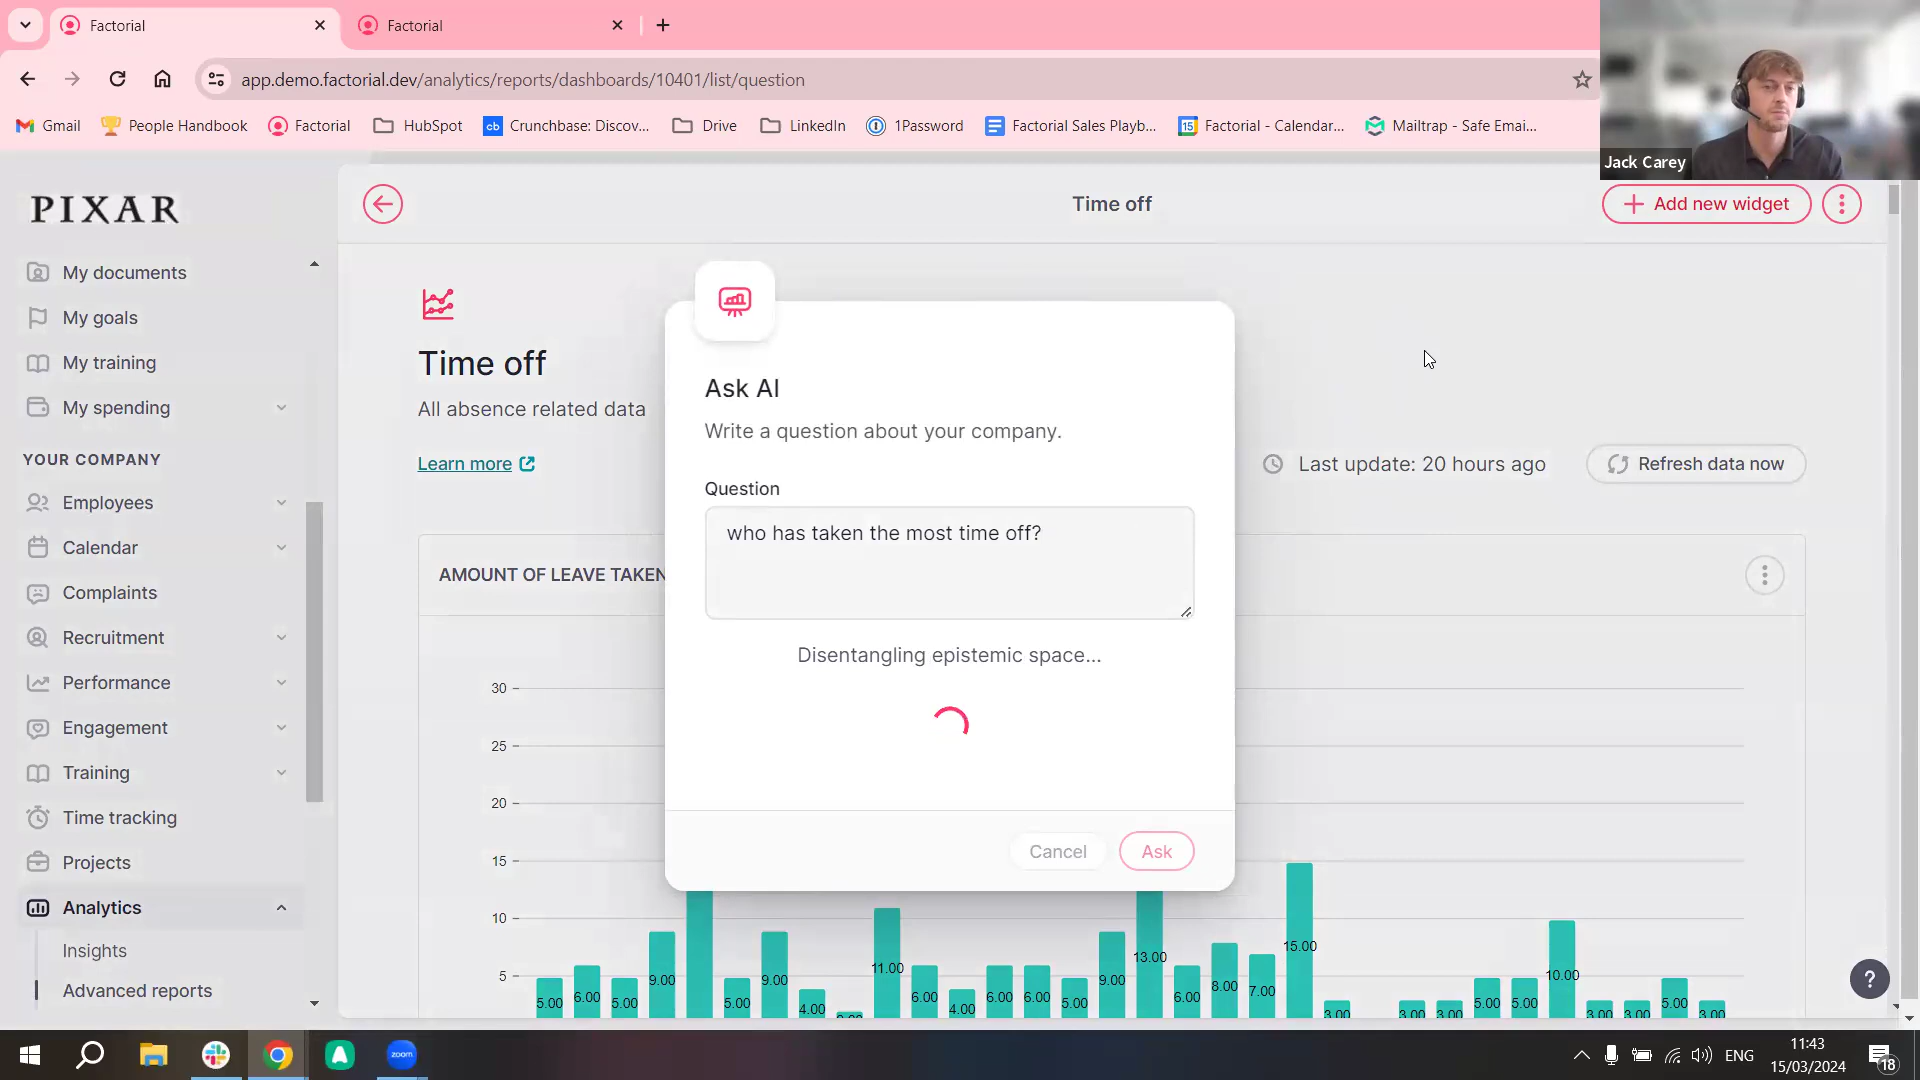 Factorial
Factorial
app.demo.factorial.dev/analytics/reports/dashboards/10401/list/question
Gmail
People Handbook
Factorial
HubSpot
cb
Crunchbase: Discov...
Drive
LinkedIn
1Password
Factorial Sales Playb...
15
Factorial - Calendar...
Mailtrap - Safe Emai...
Jack Carey
PIXAR
My documents
My goals
My training
My spending
YOUR COMPANY
Employees
Calendar
Complaints
Recruitment
Performance
Engagement
Training
Time tracking
Projects
Analytics
Insights
Advanced reports
Time off
Add new widget
Time off
All absence related data
Learn more
Last update: 20 hours ago
Refresh data now
AMOUNT OF LEAVE TAKEN
Ask AI
Write a question about your company.
Question
who has taken the most time off?
Disentangling epistemic space...
Cancel
Ask
30
25
20
15
10
5
5.00
6.00
5.00
9.00
5.00
9.00
4.00
11.00
6.00
4.00
6.00
6.00
5.00
9.00
13.00
6.00
8.00
7.00
15.00
3.00
3.00
3.00
5.00
5.00
10.00
3.00
3.00
5.00
3.00
?
zoom
ENG
11:43
15/03/2024
18